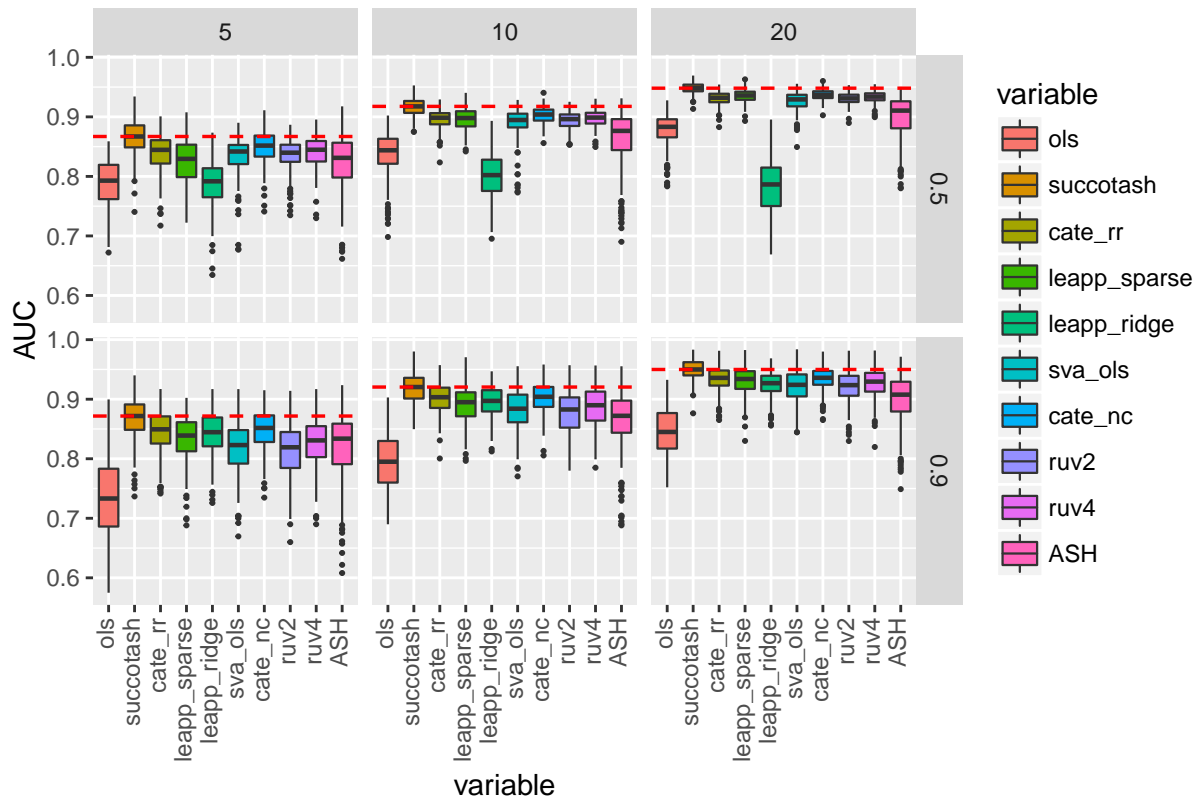 5 10 20
AUC
1.0
0.9
0.8
0.7
0.6
0.5
1.0
0.9
0.8
0.7
0.6
0.9
ols succotash cate_rr leapp_sparse leapp_ridge sva_ols cate_nc ruv2 ruv4 ASH
ols succotash cate_rr leapp_sparse leapp_ridge sva_ols cate_nc ruv2 ruv4 ASH
ols succotash cate_rr leapp_sparse leapp_ridge sva_ols cate_nc ruv2 ruv4 ASH
variable
variable
ols
succotash
cate_rr
leapp_sparse
leapp_ridge
sva_ols
cate_nc
ruv2
ruv4
ASH